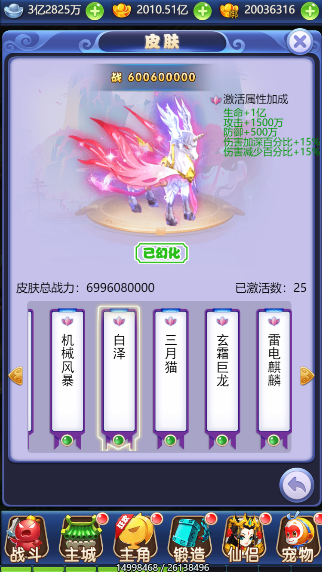 3亿2825万
2010.51亿
20036316
皮肤
战 600600000
激活属性加成
生命+1亿
攻击+1500万
防御+500万
伤害加深百分比+15%
伤害减少百分比+15%
已幻化
皮肤总战力：6996080000
已激活数：25
机械风暴
白泽
三月猫
玄霜巨龙
雷电麒麟
战斗
主城
主角
锻造
仙侣
宠物
14998468 / 26138496